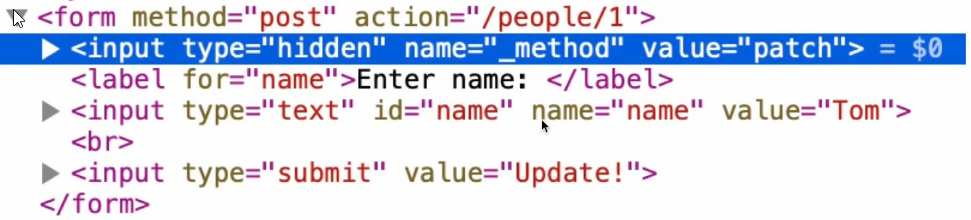 <form method="post" action="/people/1">
<input type="hidden" name="_method" value="patch"> = $0
<label for="name">Enter name: </label>
<input type="text" id="name" name="name" value="Tom">
<br>
<input type="submit" value="Update!">
</form>